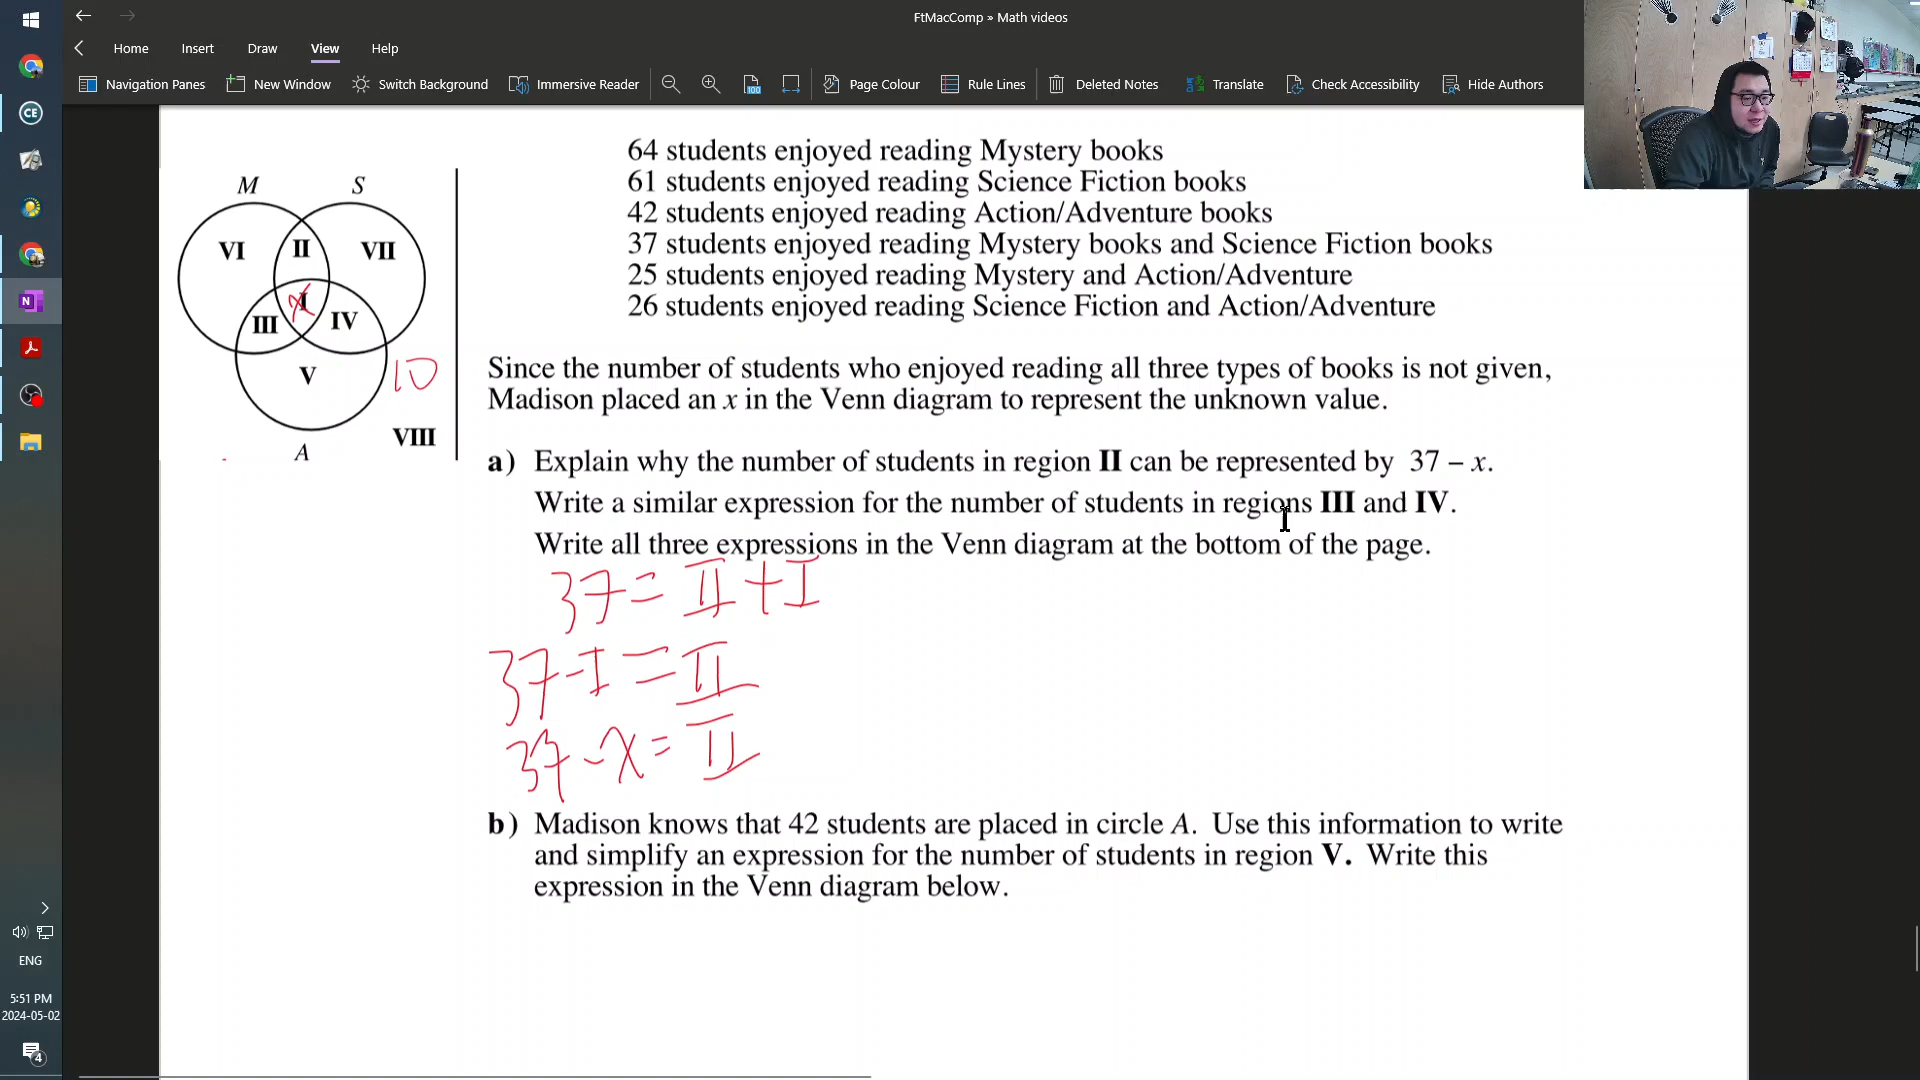 FtMacComp » Math videos
Home Insert Draw View Help
Navigation Panes New Window Switch Background Immersive Reader 100 Page Colour Rule Lines Deleted Notes Translate Check Accessibility Hide Authors
CE
N
64 students enjoyed reading Mystery books
61 students enjoyed reading Science Fiction books
42 students enjoyed reading Action/Adventure books
37 students enjoyed reading Mystery books and Science Fiction books
25 students enjoyed reading Mystery and Action/Adventure
26 students enjoyed reading Science Fiction and Action/Adventure
M S
VI II VII
x I
III IV
V 10
VIII
A
Since the number of students who enjoyed reading all three types of books is not given,
Madison placed an x in the Venn diagram to represent the unknown value.
a) Explain why the number of students in region II can be represented by 37 – x.
Write a similar expression for the number of students in regions III and IV.
Write all three expressions in the Venn diagram at the bottom of the page.
37 = II + I
37 - I = II
37 - x = II
b) Madison knows that 42 students are placed in circle A. Use this information to write
and simplify an expression for the number of students in region V. Write this
expression in the Venn diagram below.
ENG
5:51 PM
2024-05-02
4